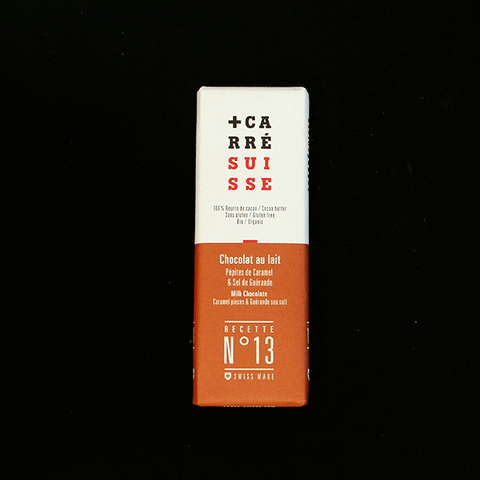 +CA
RRÉ
SUI
SSE
100% Beurre de cacao / Cocoa butter
Sans gluten / Gluten free
Bio / Organic
Chocolat au lait
Pépites de Caramel
& Sel de Guérande
Milk Chocolate
Caramel pieces & Guérande sea salt
RECETTE
N°13
SWISS MADE